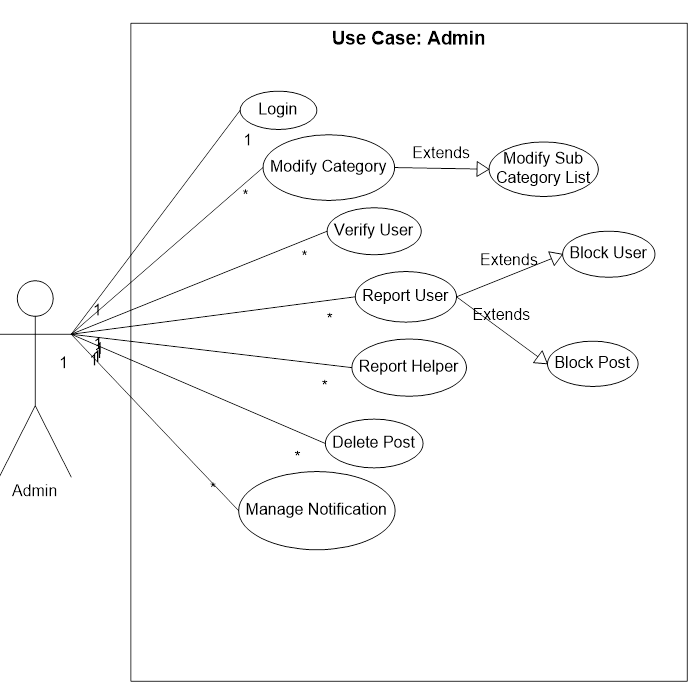 Use Case: Admin
Login
1
Modify Category
Extends
Modify Sub
Category List
*
Verify User
*
Extends
Block User
Report User
1
*
Extends
1
1
Report Helper
Block Post
*
Delete Post
*
Admin
*
Manage Notification